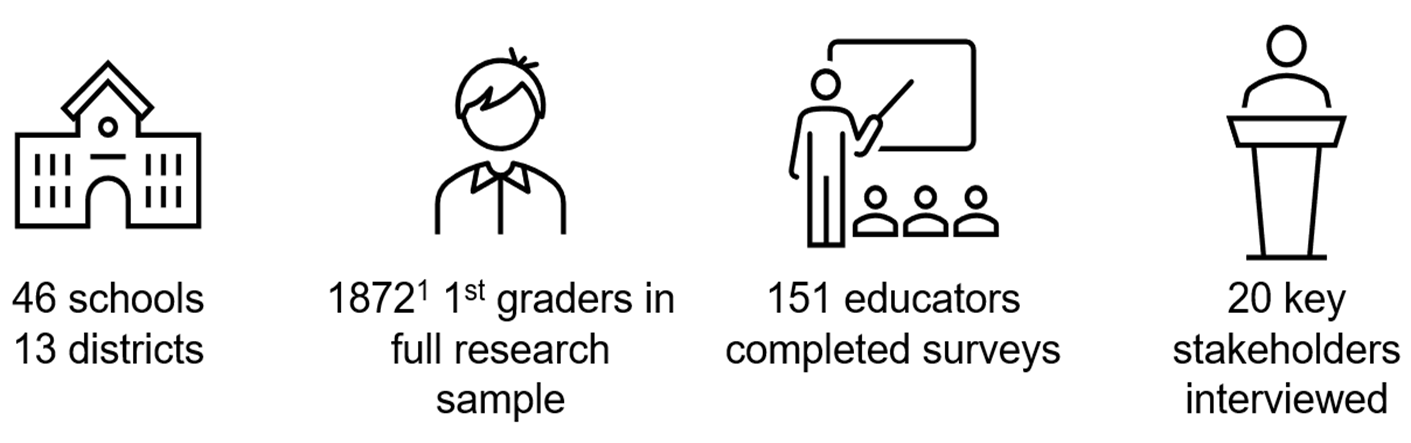 46 schools
13 districts
1872¹ 1ˢᵗ graders in
full research
sample
151 educators
completed surveys
20 key
stakeholders
interviewed